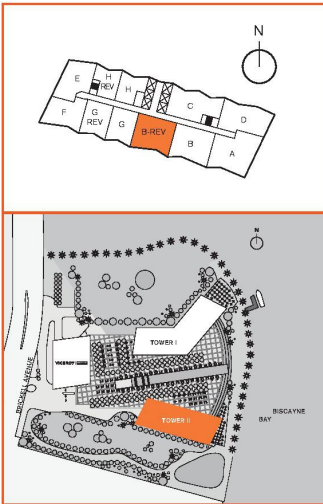 N
E
H
REV
H
C
D
F
G
REV
G
B-REV
B
A
N
TOWER I
VICEROY
BRICKELL AVENUE
TOWER II
BISCAYNE
BAY